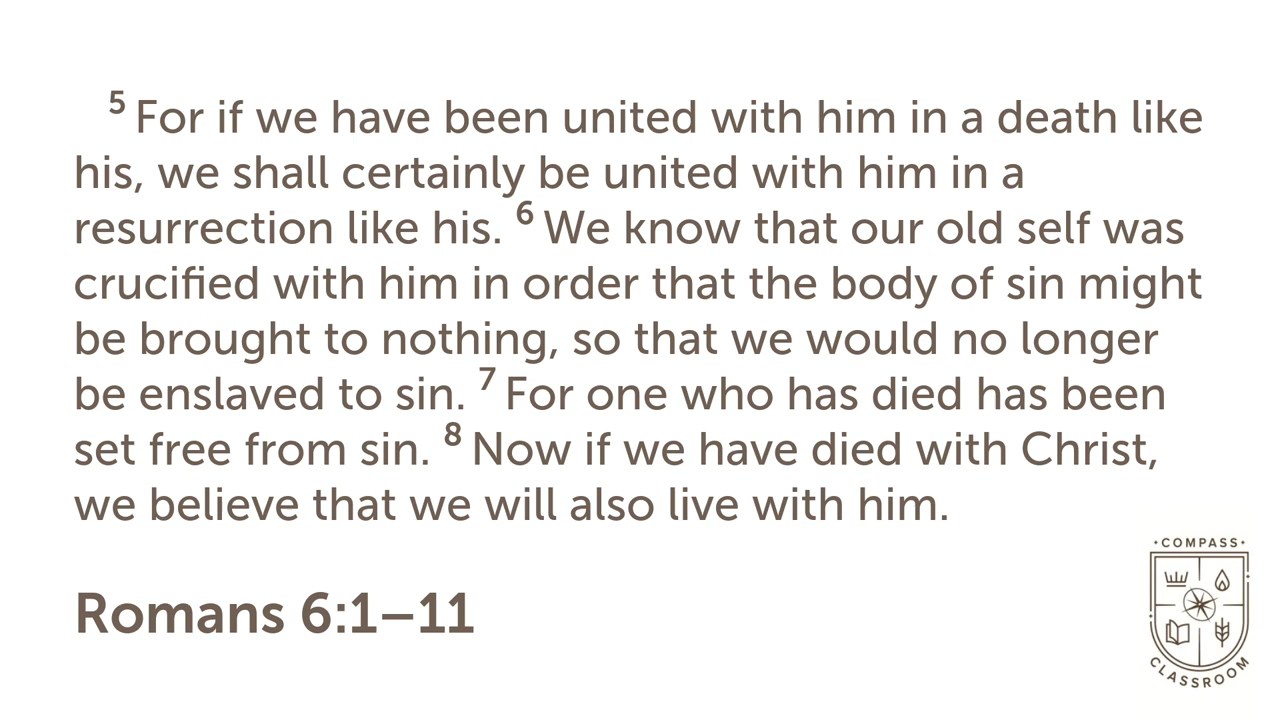 5 For if we have been united with him in a death like
his, we shall certainly be united with him in a
resurrection like his. 6 We know that our old self was
crucified with him in order that the body of sin might
be brought to nothing, so that we would no longer
be enslaved to sin. 7 For one who has died has been
set free from sin. 8 Now if we have died with Christ,
we believe that we will also live with him.
Romans 6:1–11
·COMPASS·
CLASSROOM